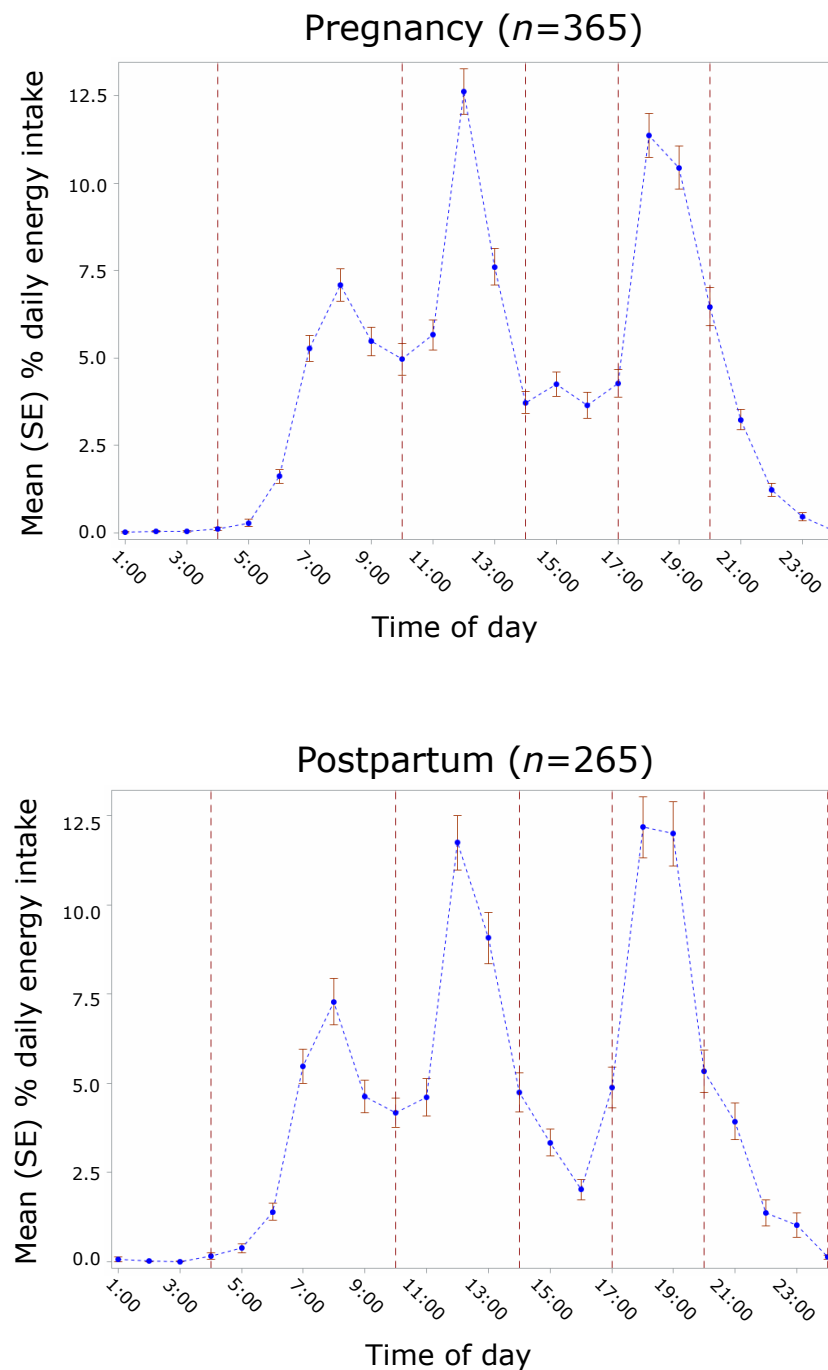 Pregnancy (n=365)
Mean (SE) % daily energy intake
12.5
10.0
7.5
5.0
2.5
0.0
1:00 3:00 5:00 7:00 9:00 11:00 13:00 15:00 17:00 19:00 21:00 23:00
Time of day
Postpartum (n=265)
Mean (SE) % daily energy intake
12.5
10.0
7.5
5.0
2.5
0.0
1:00 3:00 5:00 7:00 9:00 11:00 13:00 15:00 17:00 19:00 21:00 23:00
Time of day